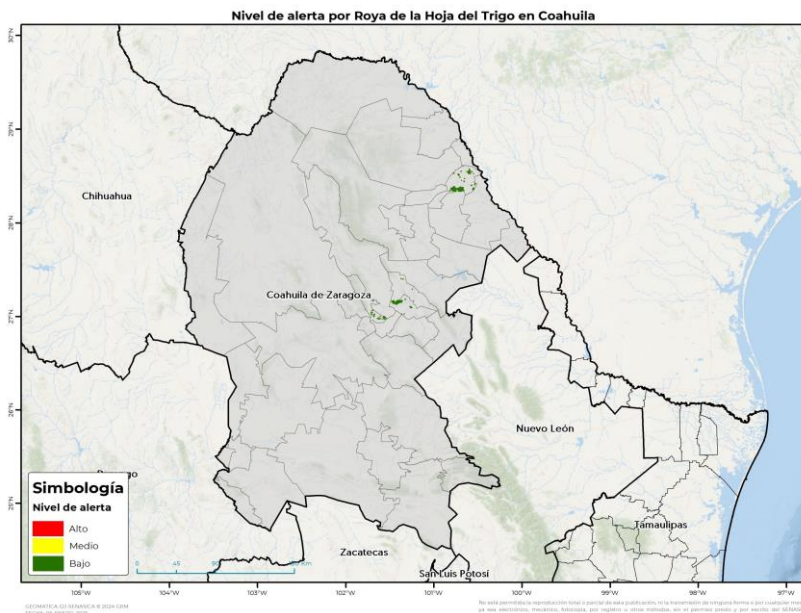 Nivel de alerta por Roya de la Hoja del Trigo en Coahuila
30°N
29°N
Chihuahua
28°N
Coahuila de Zaragoza
27°N
26°N
Nuevo León
25°N
Simbología
Nivel de alerta
Alto
Medio
Bajo
0 45
Tamaulipas
Zacatecas
San Luis Potosí
105°W 104°W 103°W 102°W 101°W 100°W 99°W 98°W 97°W